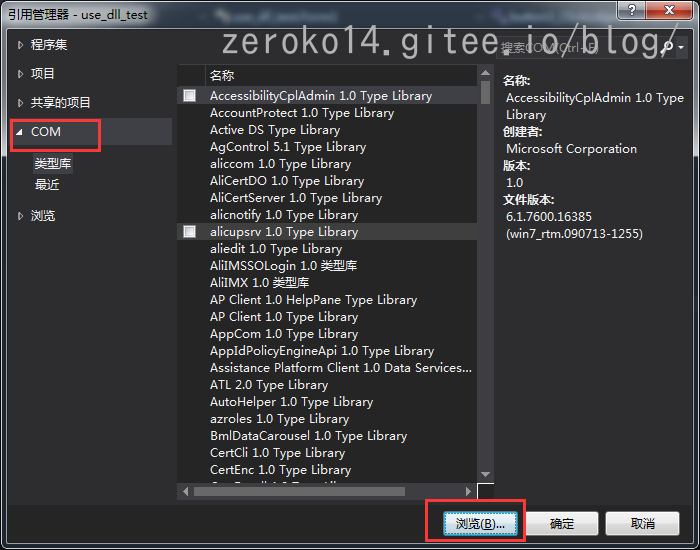 引用管理器 - use_dll_test
zeroko14.gitee.io/blog/
搜索COM(Ctrl+E)
程序集
项目
共享的项目
COM
类型库
最近
浏览
名称
AccessibilityCplAdmin 1.0 Type Library
AccountProtect 1.0 Type Library
Active DS Type Library
AgControl 5.1 Type Library
aliccom 1.0 Type Library
AliCertDO 1.0 Type Library
AliCertServer 1.0 Type Library
alicnotify 1.0 Type Library
alicupsrv 1.0 Type Library
aliedit 1.0 Type Library
AliIMSSOLogin 1.0 类型库
AliIMX 1.0 类型库
AP Client 1.0 HelpPane Type Library
AP Client 1.0 Type Library
AppCom 1.0 Type Library
AppIdPolicyEngineApi 1.0 Type Library
Assistance Platform Client 1.0 Data Services...
ATL 2.0 Type Library
AutoHelper 1.0 Type Library
azroles 1.0 Type Library
BmlDataCarousel 1.0 Type Library
CertCli 1.0 Type Library
CertEnc 1.0 Type Library
名称:
AccessibilityCplAdmin 1.0 Type
Library
创建者:
Microsoft Corporation
版本:
1.0
文件版本:
6.1.7600.16385
(win7_rtm.090713-1255)
浏览(B)...
确定
取消